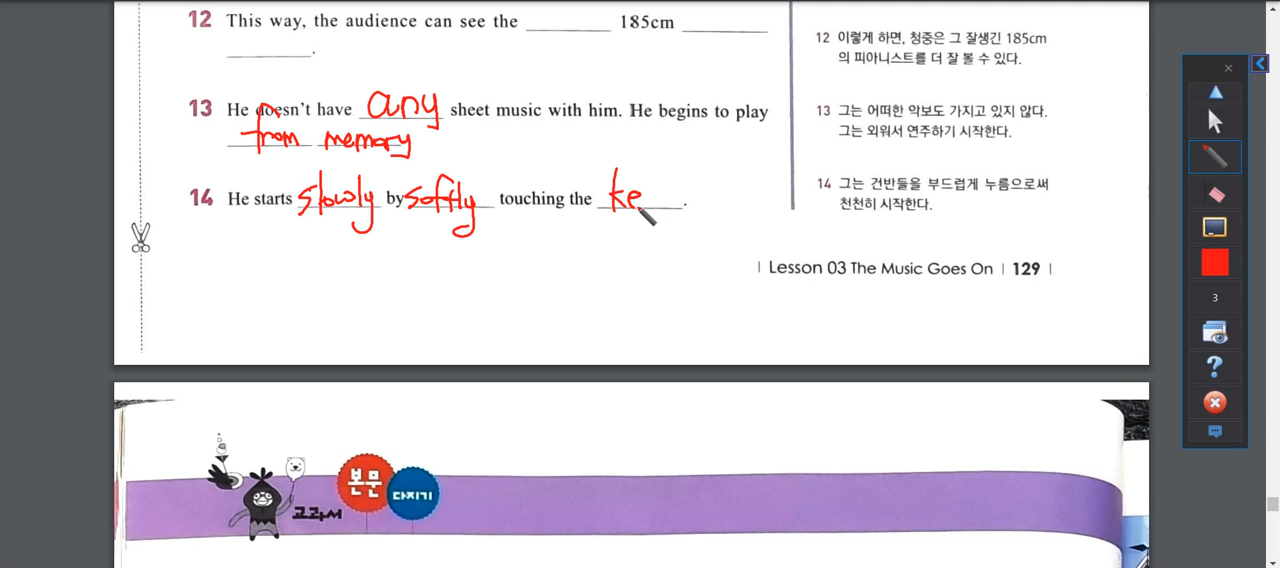 12 This way, the audience can see the ________ 185cm ________
________.
12 이렇게 하면, 청중은 그 잘생긴 185cm
의 피아니스트를 더 잘 볼 수 있다.
13 He doesn't have any sheet music with him. He begins to play
from memory
13 그는 어떠한 악보도 가지고 있지 않다.
그는 외워서 연주하기 시작한다.
14 He starts slowly by softly touching the ke.
14 그는 건반들을 부드럽게 누름으로써
천천히 시작한다.
| Lesson 03 The Music Goes On | 129 |
3
교과서 본문 다지기